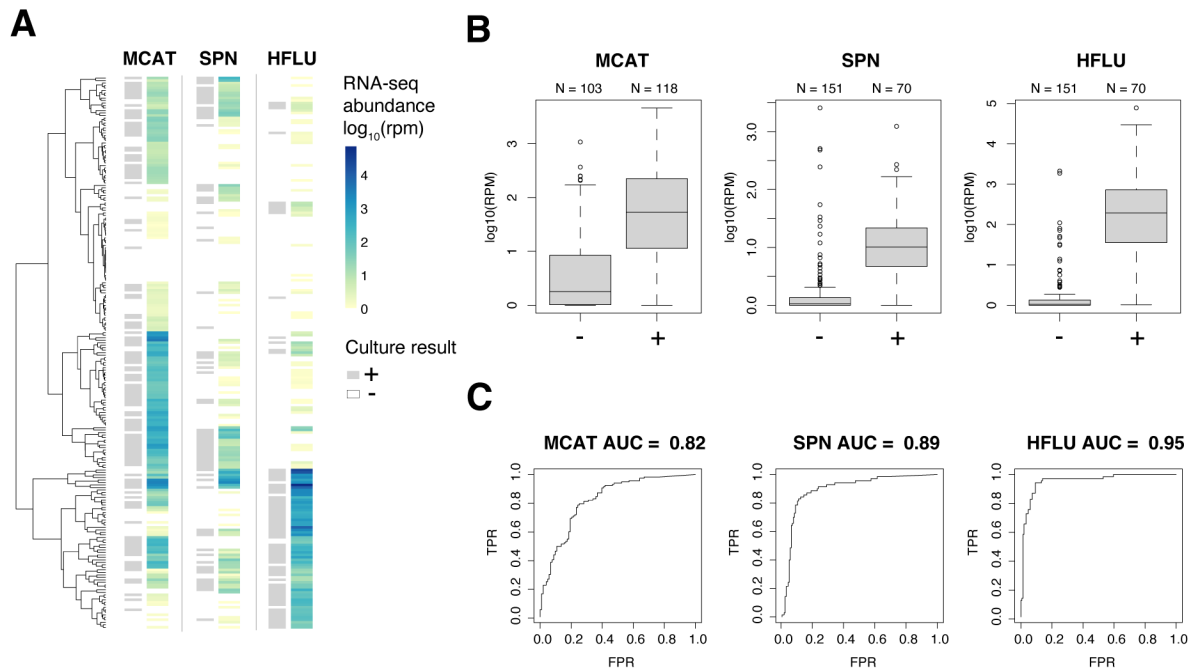 A
MCAT SPN HFLU
RNA-seq
abundance
log10(rpm)
4
3
2
1
0
Culture result
+
-
B
MCAT
N = 103 N = 118
log10(RPM)
3
2
1
0
- +
SPN
N = 151 N = 70
log10(RPM)
3.0
2.0
1.0
0.0
- +
HFLU
N = 151 N = 70
log10(RPM)
5
4
3
2
1
0
- +
C
MCAT AUC = 0.82
TPR
1.0
0.8
0.6
0.4
0.2
0.0
0.0 0.2 0.4 0.6 0.8 1.0
FPR
SPN AUC = 0.89
TPR
1.0
0.8
0.6
0.4
0.2
0.0
0.0 0.2 0.4 0.6 0.8 1.0
FPR
HFLU AUC = 0.95
TPR
1.0
0.8
0.6
0.4
0.2
0.0
0.0 0.2 0.4 0.6 0.8 1.0
FPR